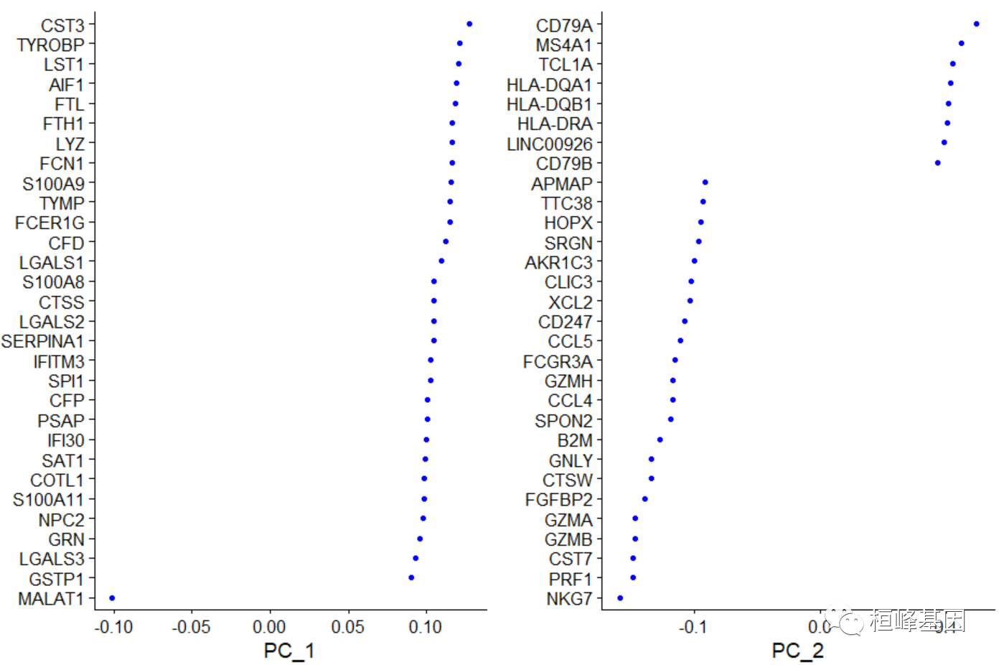 CST3
TYROBP
LST1
AIF1
FTL
FTH1
LYZ
FCN1
S100A9
TYMP
FCER1G
CFD
LGALS1
S100A8
CTSS
LGALS2
SERPINA1
IFITM3
SPI1
CFP
PSAP
IFI30
SAT1
COTL1
S100A11
NPC2
GRN
LGALS3
GSTP1
MALAT1
-0.10 -0.05 0.00 0.05 0.10
PC_1
CD79A
MS4A1
TCL1A
HLA-DQA1
HLA-DQB1
HLA-DRA
LINC00926
CD79B
APMAP
TTC38
HOPX
SRGN
AKR1C3
CLIC3
XCL2
CD247
CCL5
FCGR3A
GZMH
CCL4
SPON2
B2M
GNLY
CTSW
FGFBP2
GZMA
GZMB
CST7
PRF1
NKG7
-0.1 0.0 0.1
PC_2
桓峰基因